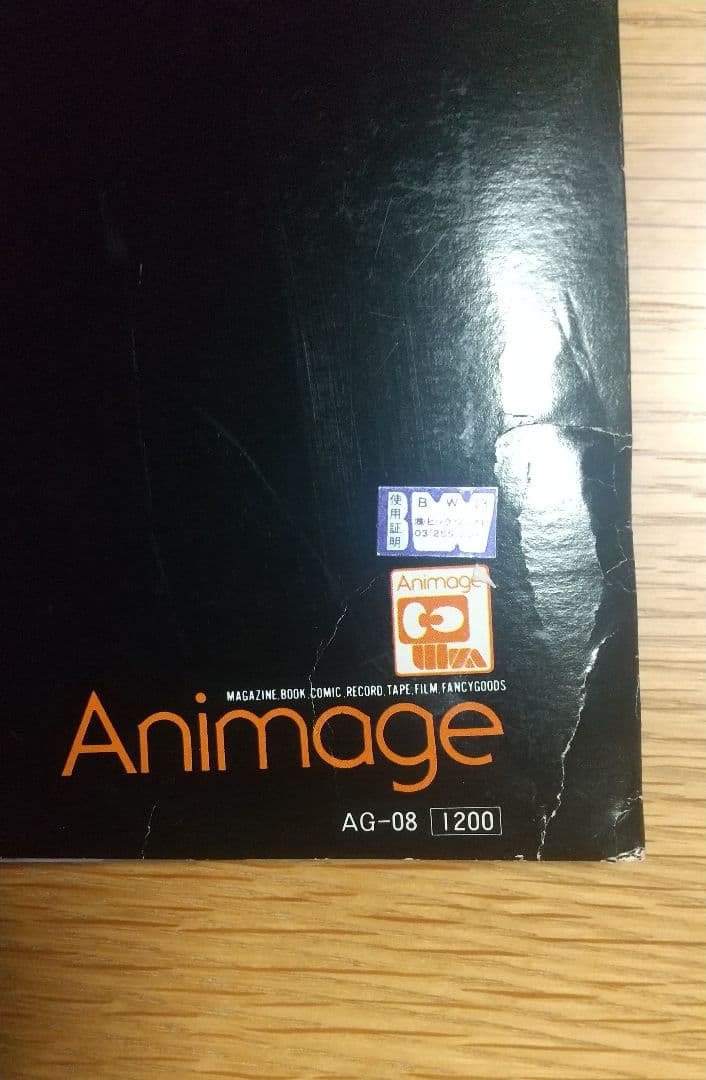 使用証明
B W
Animage
MAGAZINE.BOOK.COMIC.RECORD.TAPE.FILM.FANCYGOODS
Animage
AG-08 1200